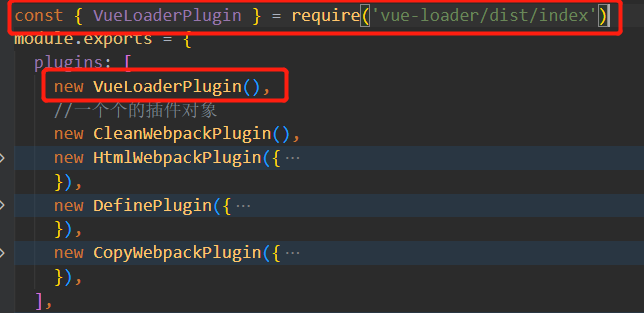 const { VueLoaderPlugin } = require('vue-loader/dist/index')
module.exports = {
plugins: [
new VueLoaderPlugin(),
//一个个的插件对象
new CleanWebpackPlugin(),
new HtmlWebpackPlugin({ ⋯
}),
new DefinePlugin({ ⋯
}),
new CopyWebpackPlugin({ ⋯
}),
],